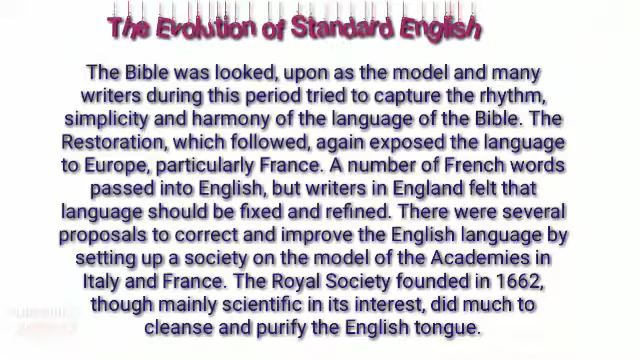 The Evolution of Standard English
The Bible was looked, upon as the model and many
writers during this period tried to capture the rhythm,
simplicity and harmony of the language of the Bible. The
Restoration, which followed, again exposed the language
to Europe, particularly France. A number of French words
passed into English, but writers in England felt that
language should be fixed and refined. There were several
proposals to correct and improve the English language by
setting up a society on the model of the Academies in
Italy and France. The Royal Society founded in 1662,
though mainly scientific in its interest, did much to
cleanse and purify the English tongue.